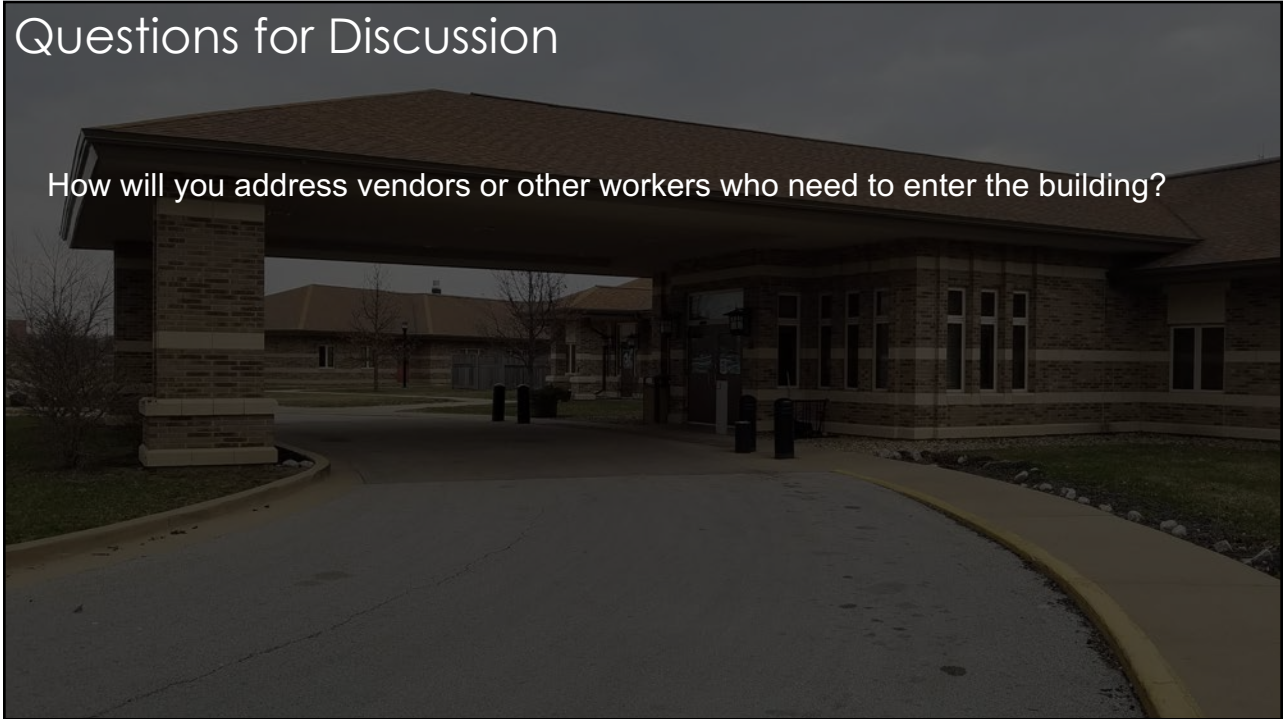 Questions for Discussion
How will you address vendors or other workers who need to enter the building?